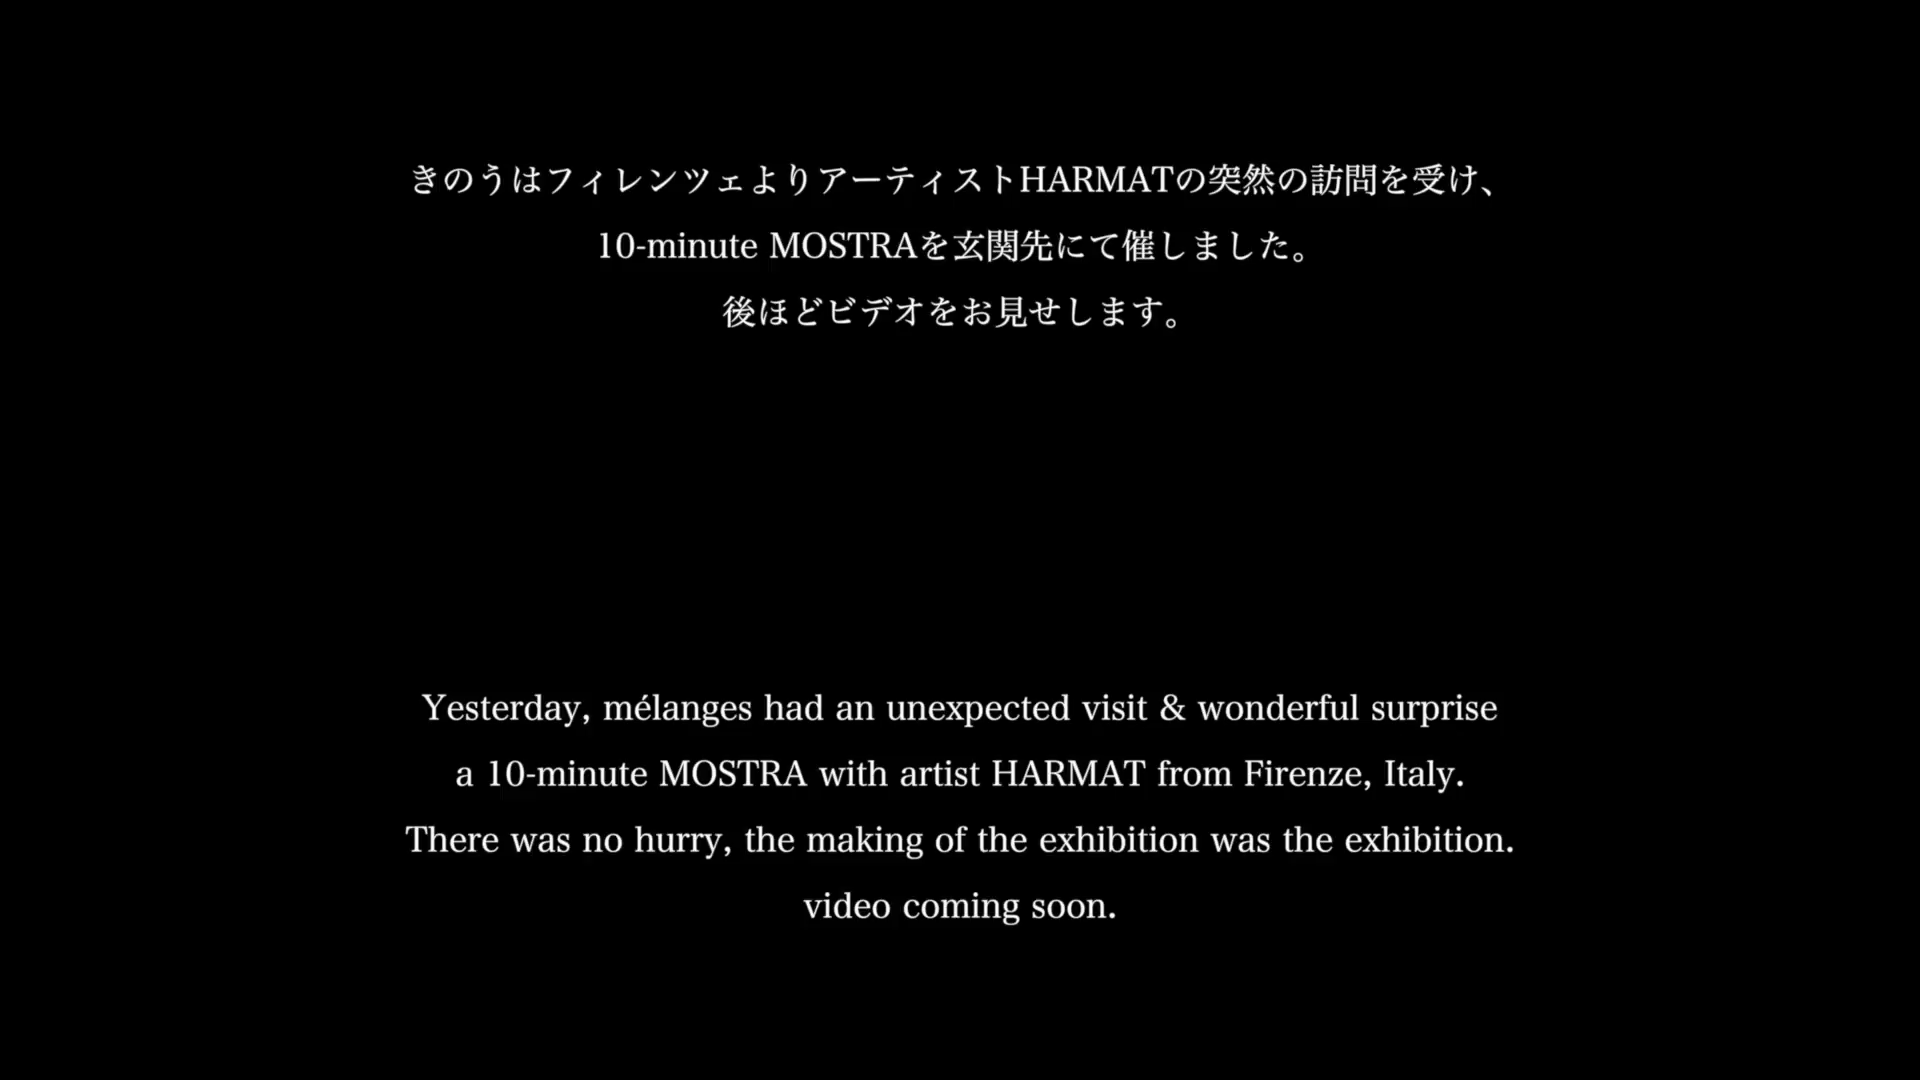 きのうはフィレンツェよりアーティストHARMATの突然の訪問を受け、
10-minute MOSTRAを玄関先にて催しました。
後ほどビデオをお見せします。
Yesterday, mélanges had an unexpected visit & wonderful surprise
a 10-minute MOSTRA with artist HARMAT from Firenze, Italy.
There was no hurry, the making of the exhibition was the exhibition.
video coming soon.